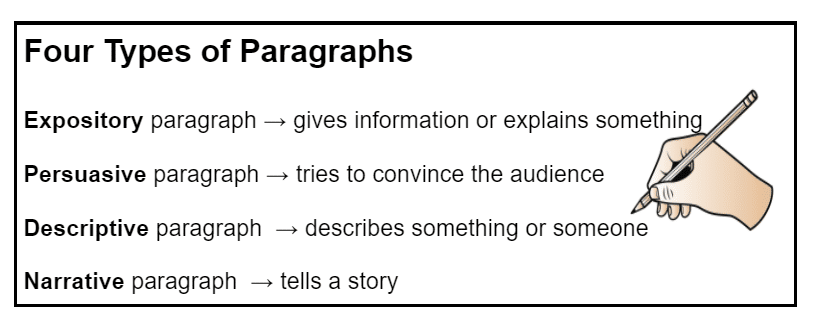 Four Types of Paragraphs
Expository paragraph → gives information or explains something
Persuasive paragraph → tries to convince the audience
Descriptive paragraph → describes something or someone
Narrative paragraph → tells a story